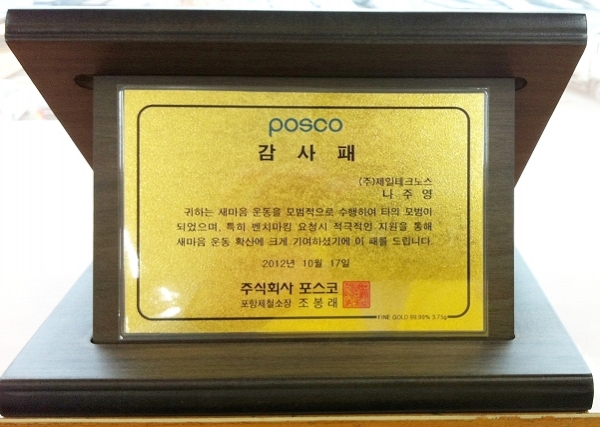 posco
감 사 패
(주)제일테크노스
나 주 영
귀하는 새마음 운동을 모범적으로 수행하여 타의 모범이
되었으며, 특히 벤치마킹 요청시 적극적인 지원을 통해
새마음 운동 확산에 크게 기여하셨기에 이 패를 드립니다.
2012년 10월 17일
주식회사 포스코
포항제철소장 조봉래
FINE GOLD 99.99% 3.75g